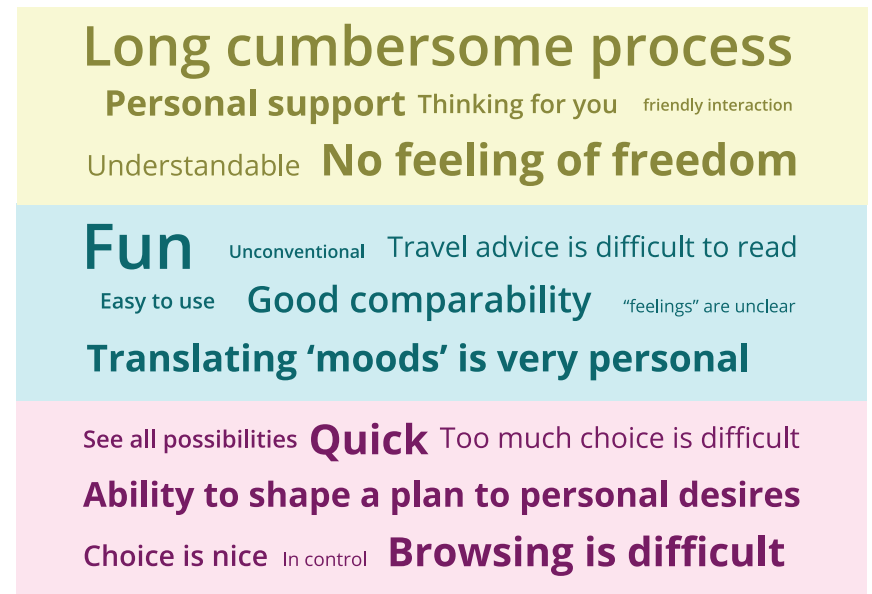 Long cumbersome process
Personal support Thinking for you friendly interaction
Understandable No feeling of freedom
Fun Unconventional Travel advice is difficult to read
Easy to use Good comparability “feelings” are unclear
Translating ‘moods’ is very personal
See all possibilities Quick Too much choice is difficult
Ability to shape a plan to personal desires
Choice is nice In control Browsing is difficult